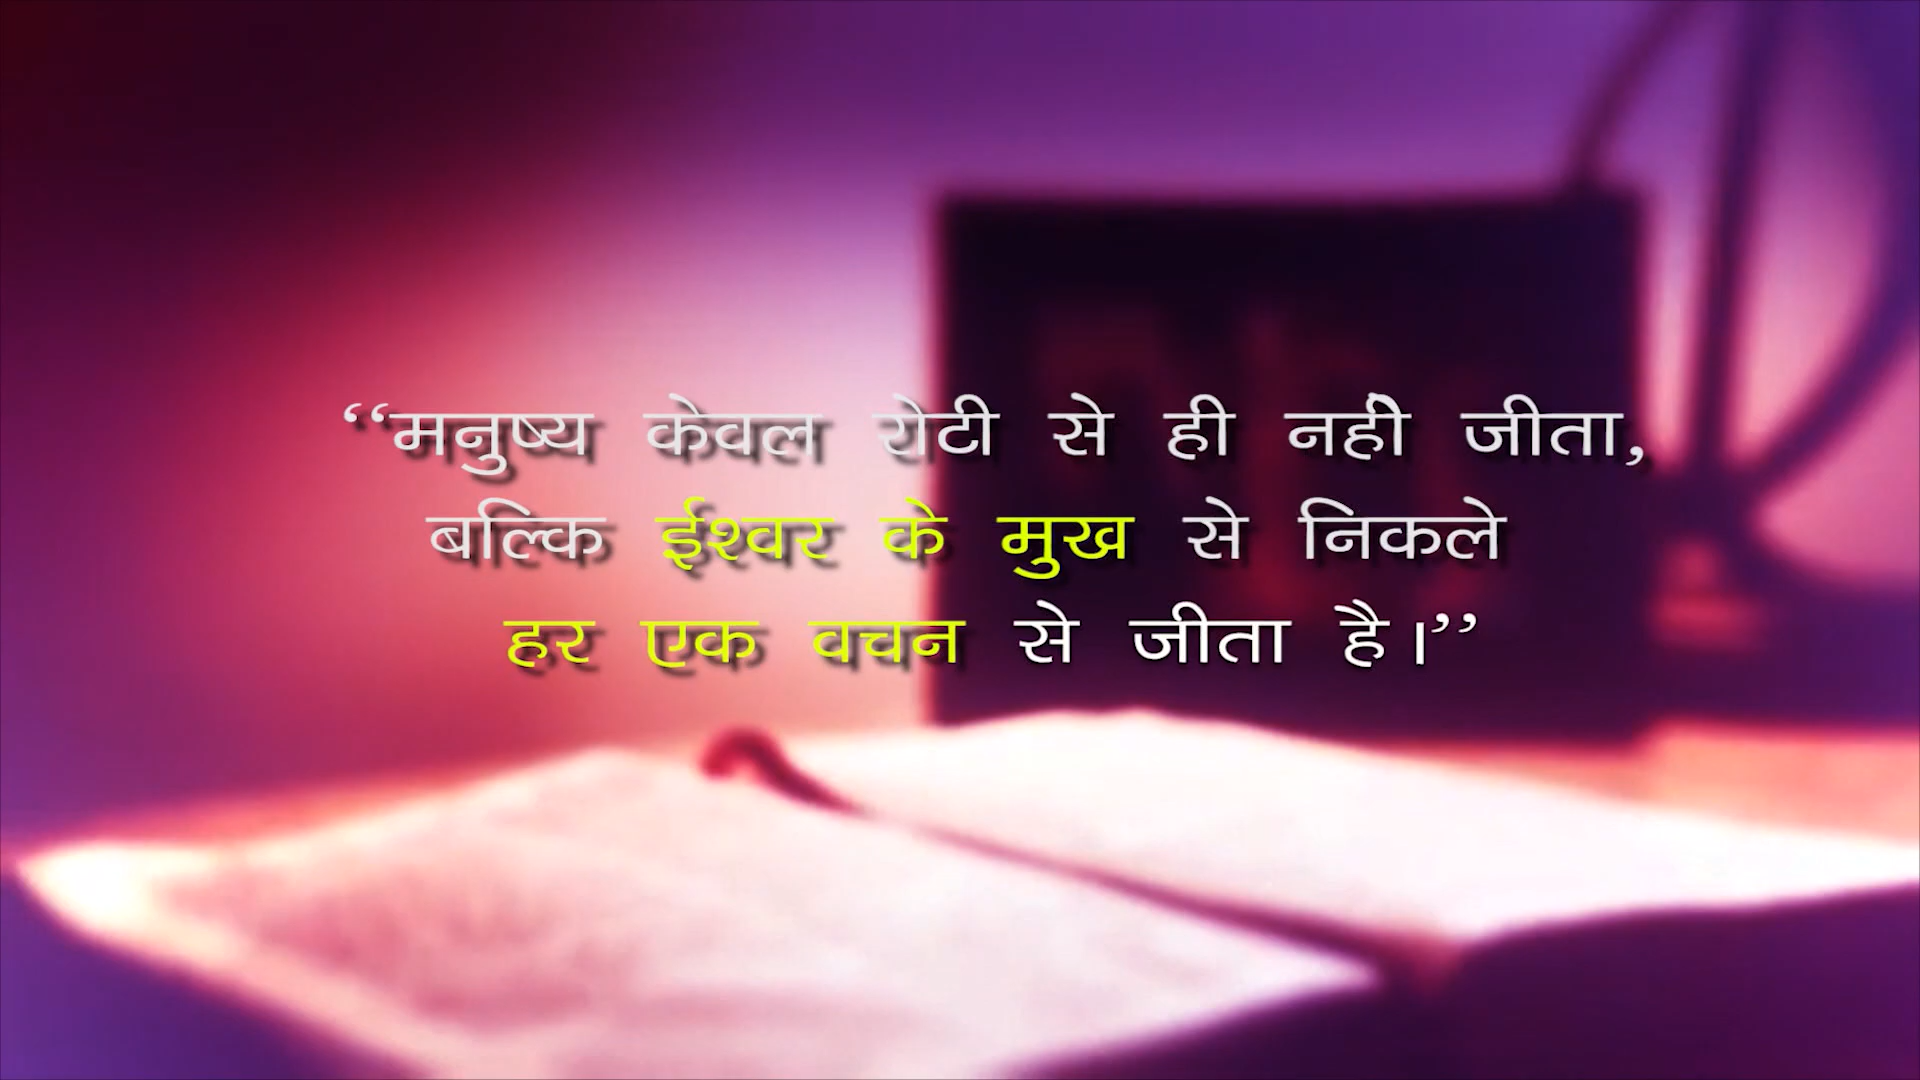 “मनुष्य केवल रोटी से ही नहीं जीता,
बल्कि ईश्वर के मुख से निकले
हर एक वचन से जीता है।”